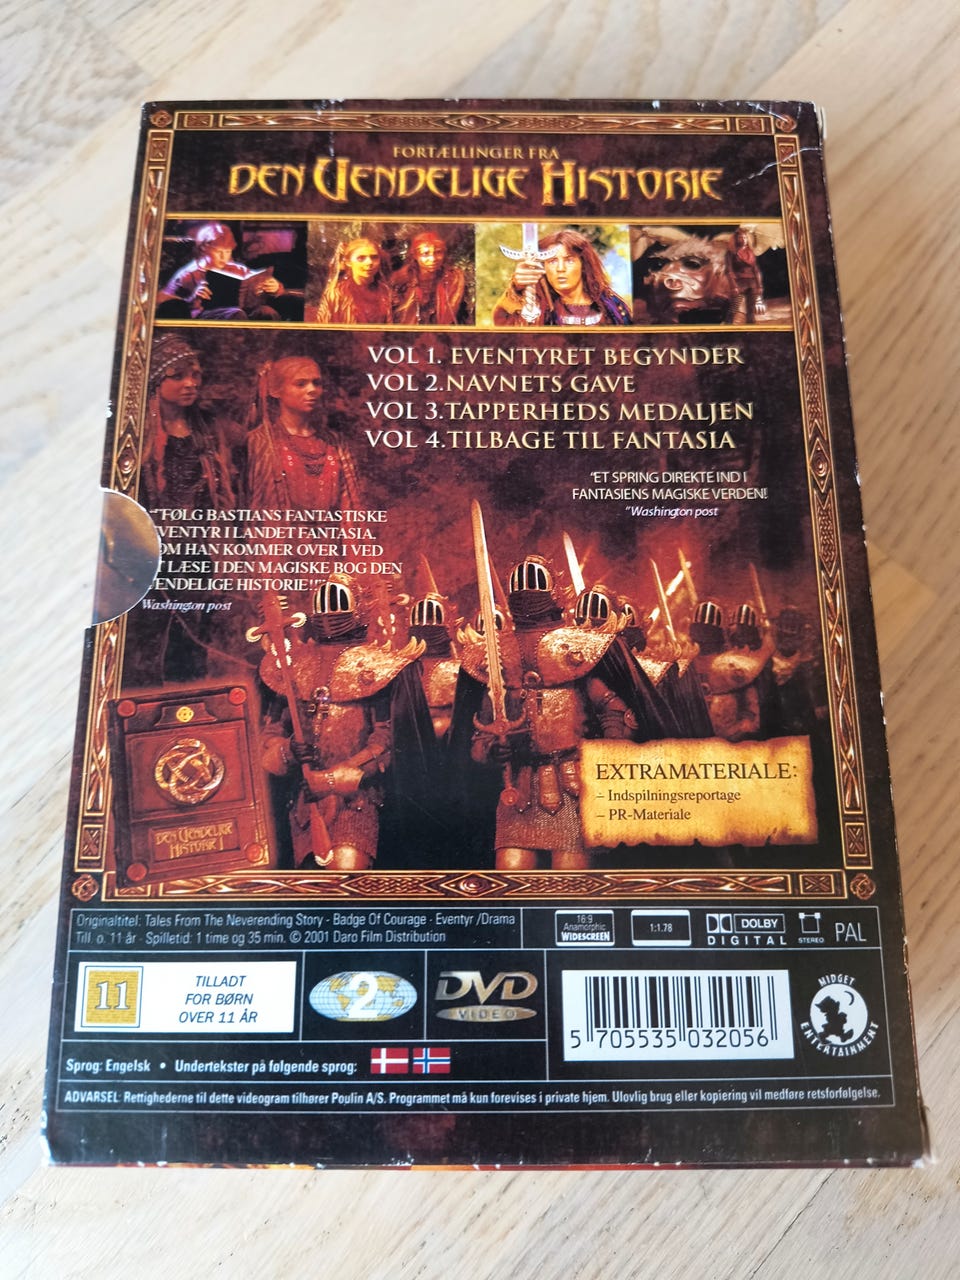 FORTÆLLINGER FRA
DEN UENDELIGE HISTORIE
VOL 1. EVENTYRET BEGYNDER
VOL 2. NAVNETS GAVE
VOL 3. TAPPERHEDS MEDALJEN
VOL 4. TILBAGE TIL FANTASIA
"ET SPRING DIREKTE IND I
FANTASIENS MAGISKE VERDEN!
"Washington post
"FØLG BASTIANS FANTASTISKE
VENTYR I LANDET FANTASIA.
OM HAN KOMMER OVER I VED
T LÆSE I DEN MAGISKE BOG DEN
ENDELIGE HISTORIE!!"
Washington post
DEN UENDELIGE
HISTORIE
EXTRAMATERIALE:
– Indspilningsreportage
– PR-Materiale
Originaltitel: Tales From The Neverending Story - Badge Of Courage · Eventyr /Drama
Till. o. 11 år · Spilletid: 1 time og 35 min. © 2001 Daro Film Distribution
16:9
Anamorphic
WIDESCREEN
1:1.78
DOLBY
DIGITAL
STEREO
PAL
11
TILLADT
FOR BØRN
OVER 11 ÅR
2
DVD
VIDEO
5 705535 032056
MIDGET
ENTERTAINMENT
Sprog: Engelsk • Undertekster på følgende sprog:
ADVARSEL: Rettighederne til dette videogram tilhører Poulin A/S. Programmet må kun forevises i private hjem. Ulovlig brug eller kopiering vil medføre retsforfølgelse.